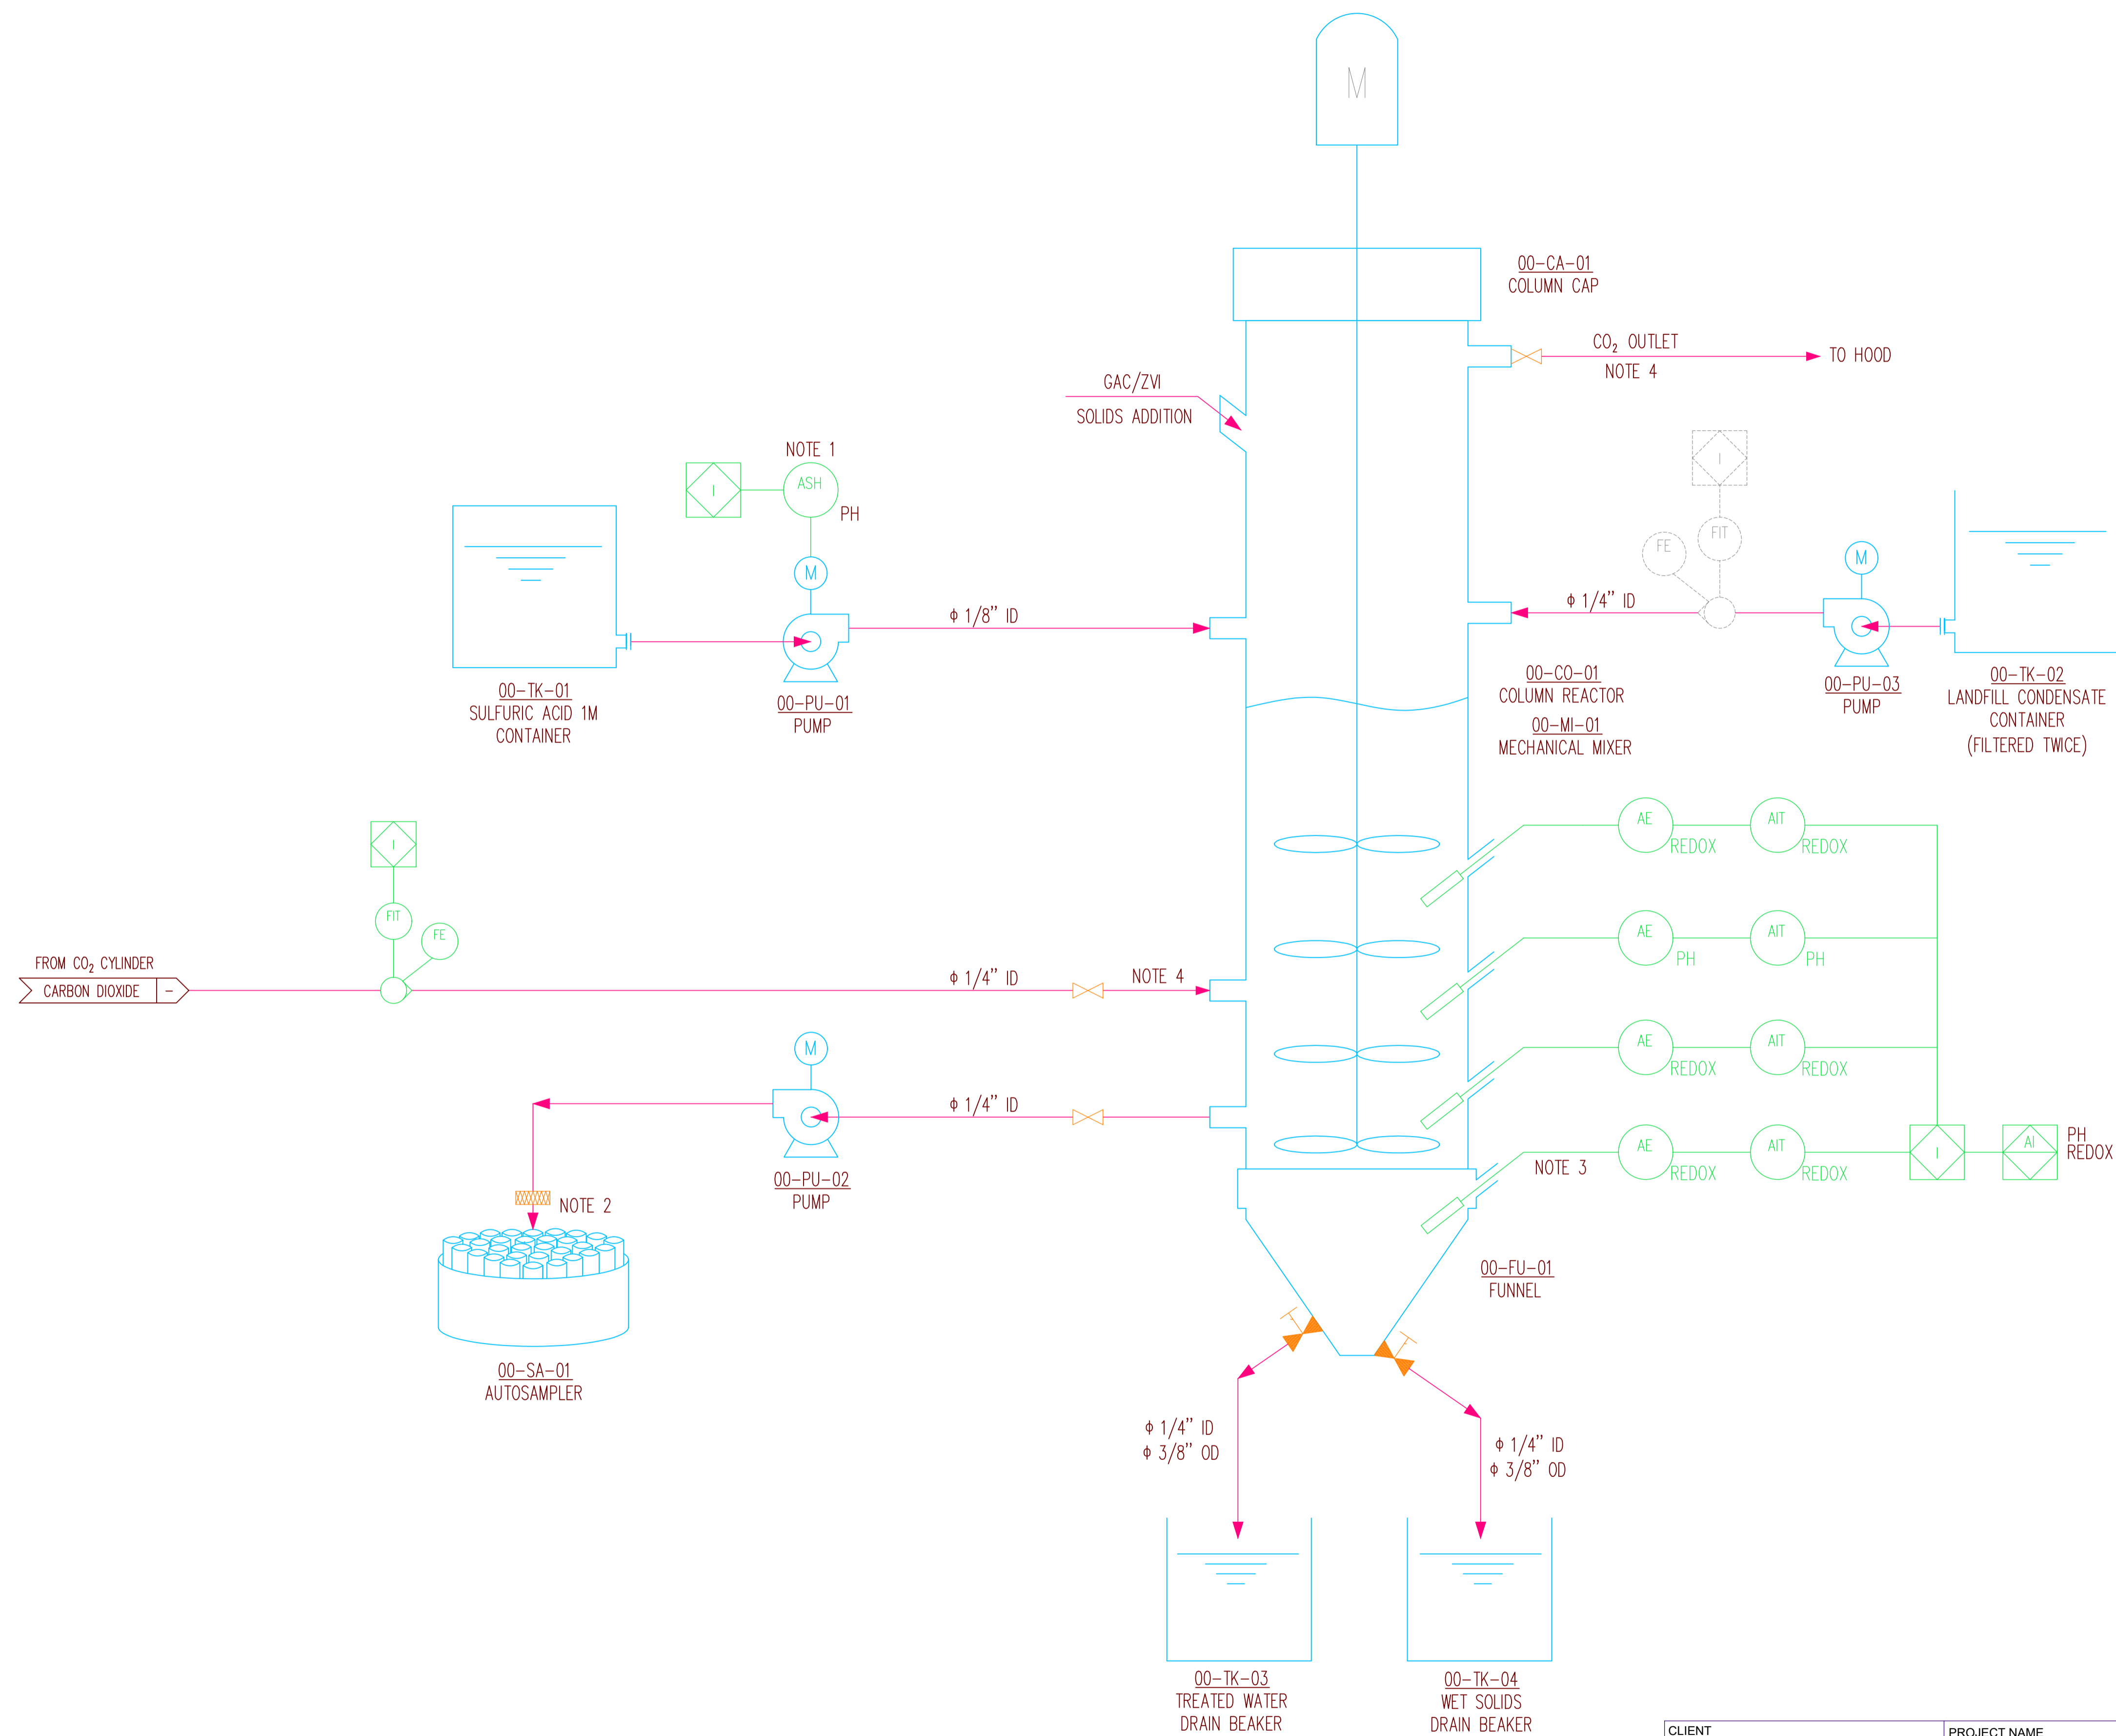 M
00-CA-01
COLUMN CAP
CO₂ OUTLET
TO HOOD
NOTE 4
GAC/ZVI
SOLIDS ADDITION
NOTE 1
I
ASH
PH
M
I
FE
FIT
M
ϕ 1/8" ID
ϕ 1/4" ID
00-TK-01
SULFURIC ACID 1M
CONTAINER
00-PU-01
PUMP
00-CO-01
COLUMN REACTOR
00-MI-01
MECHANICAL MIXER
00-PU-03
PUMP
00-TK-02
LANDFILL CONDENSATE
CONTAINER
(FILTERED TWICE)
I
FIT
FE
AE
REDOX
AIT
REDOX
AE
PH
AIT
PH
FROM CO₂ CYLINDER
CARBON DIOXIDE
-
ϕ 1/4" ID
NOTE 4
M
AE
REDOX
AIT
REDOX
ϕ 1/4" ID
AE
REDOX
AIT
REDOX
I
AI
PH
REDOX
NOTE 3
00-PU-02
PUMP
NOTE 2
00-FU-01
FUNNEL
00-SA-01
AUTOSAMPLER
ϕ 1/4" ID
ϕ 3/8" OD
ϕ 1/4" ID
ϕ 3/8" OD
00-TK-03
TREATED WATER
DRAIN BEAKER
00-TK-04
WET SOLIDS
DRAIN BEAKER
CLIENT
PROJECT NAME